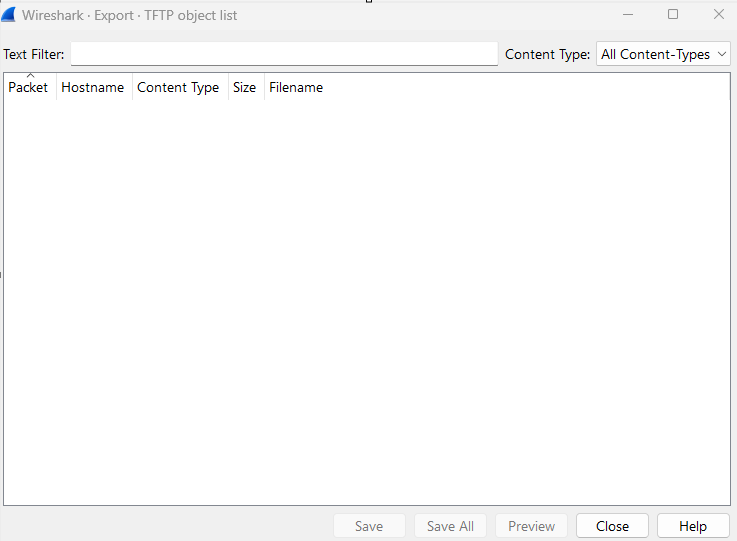 Wireshark · Export · TFTP object list
Text Filter: Content Type: All Content-Types
Packet Hostname Content Type Size Filename
Save Save All Preview Close Help